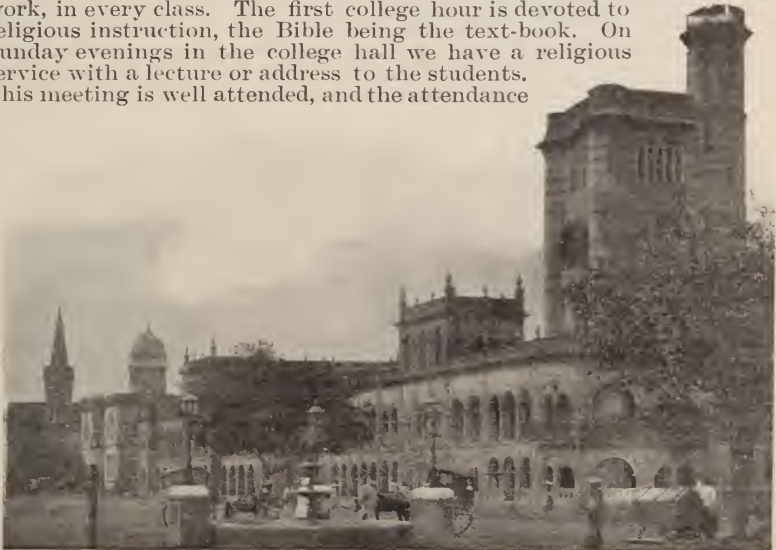 ork, in every class. The first college hour is devoted to
eligious instruction, the Bible being the text-book. On
unday evenings in the college hall we have a religious
ervice with a lecture or address to the students.
his meeting is well attended, and the attendance